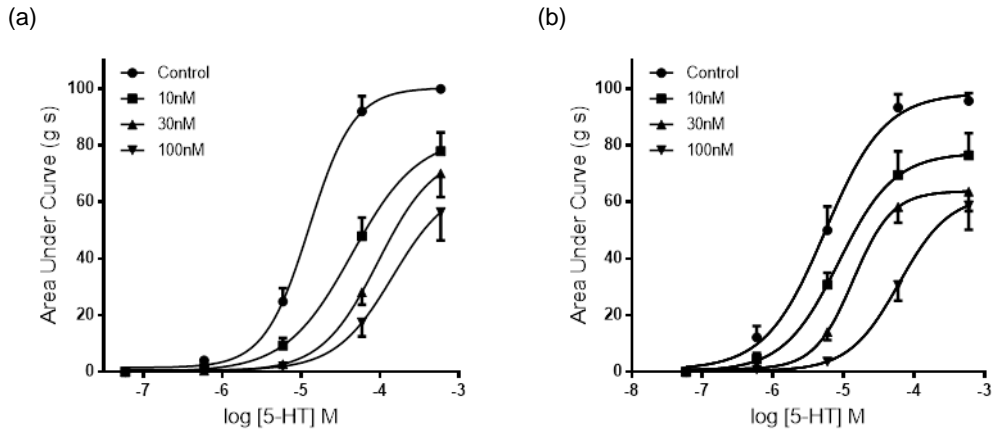 (a)
Control
10nM
30nM
100nM
100
80
60
40
20
0
Area Under Curve (g s)
-7 -6 -5 -4 -3
log [5-HT] M
(b)
Control
10nM
30nM
100nM
100
80
60
40
20
0
Area Under Curve (g s)
-8 -7 -6 -5 -4 -3
log [5-HT] M